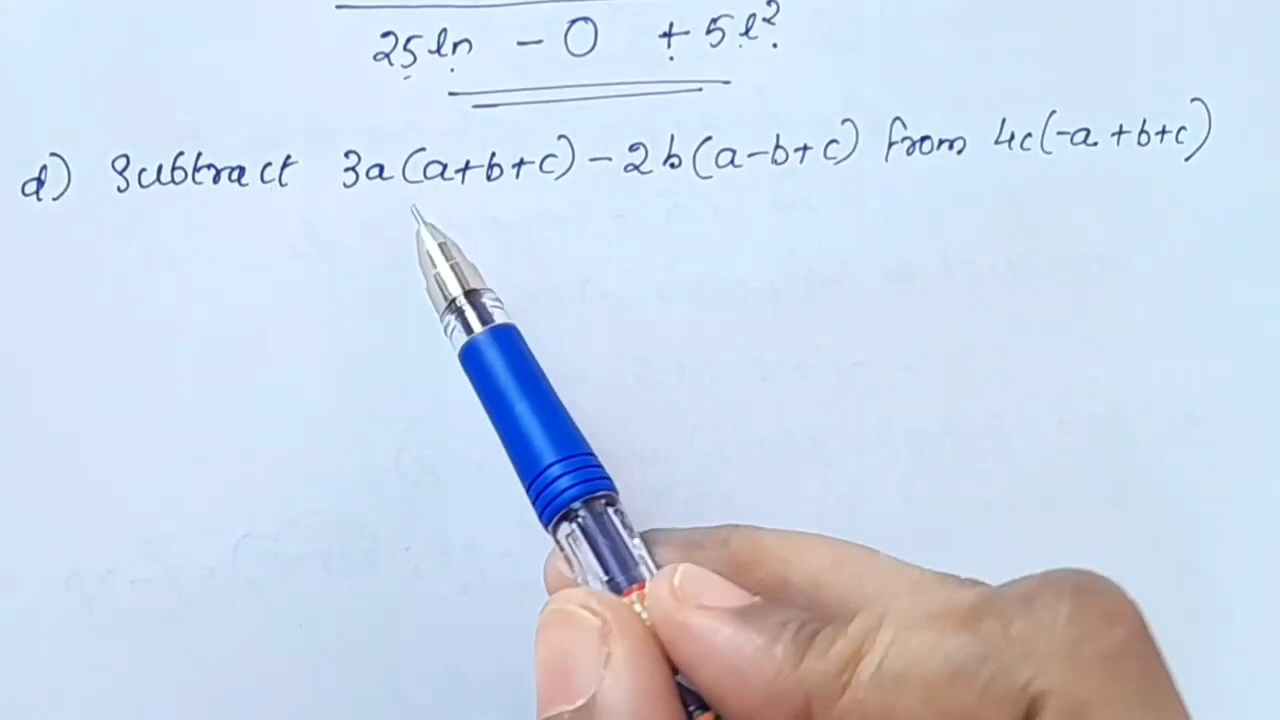 25ln - 0 + 5l²
d) Subtract 3a(a+b+c) - 2b(a-b+c) from 4c(-a+b+c)